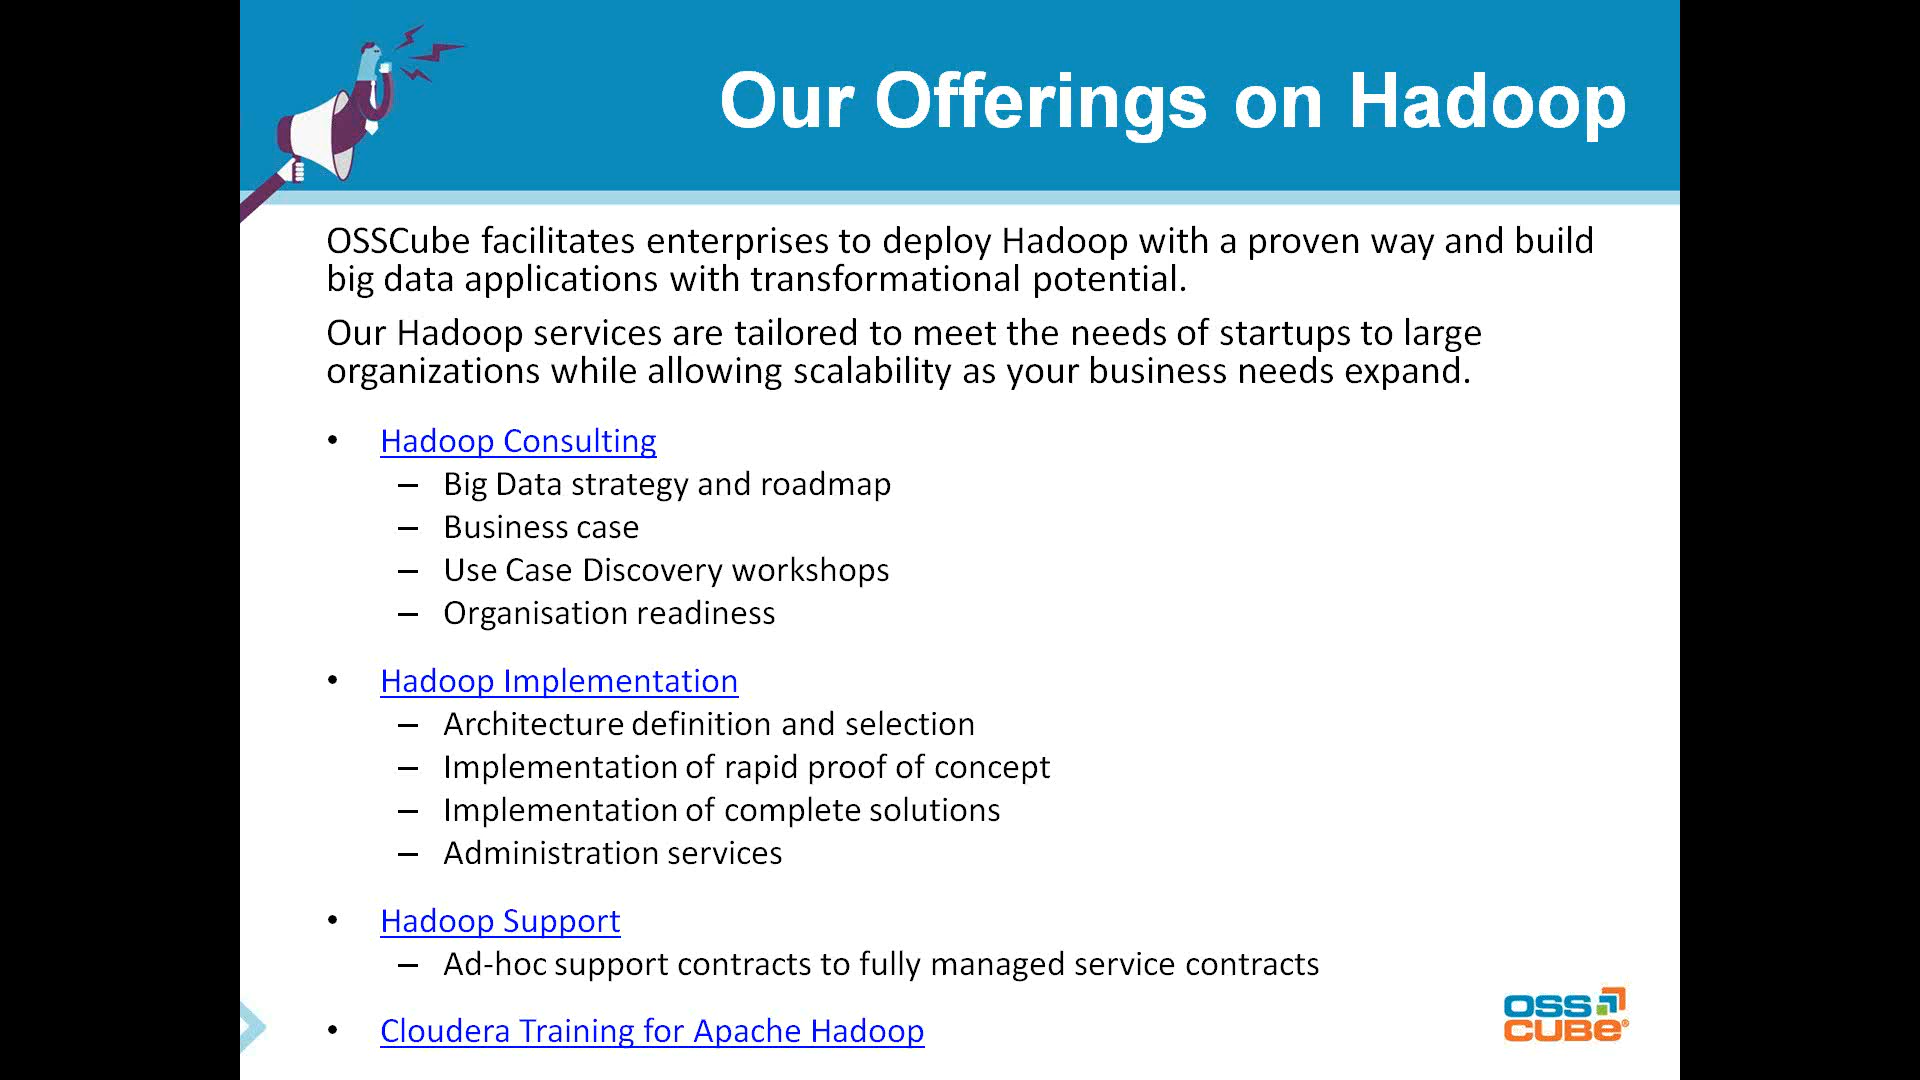 Our Offerings on Hadoop
OSSCube facilitates enterprises to deploy Hadoop with a proven way and build
big data applications with transformational potential.
Our Hadoop services are tailored to meet the needs of startups to large
organizations while allowing scalability as your business needs expand.
• Hadoop Consulting
– Big Data strategy and roadmap
– Business case
– Use Case Discovery workshops
– Organisation readiness
• Hadoop Implementation
– Architecture definition and selection
– Implementation of rapid proof of concept
– Implementation of complete solutions
– Administration services
• Hadoop Support
– Ad-hoc support contracts to fully managed service contracts
• Cloudera Training for Apache Hadoop
OSS
CUBE®